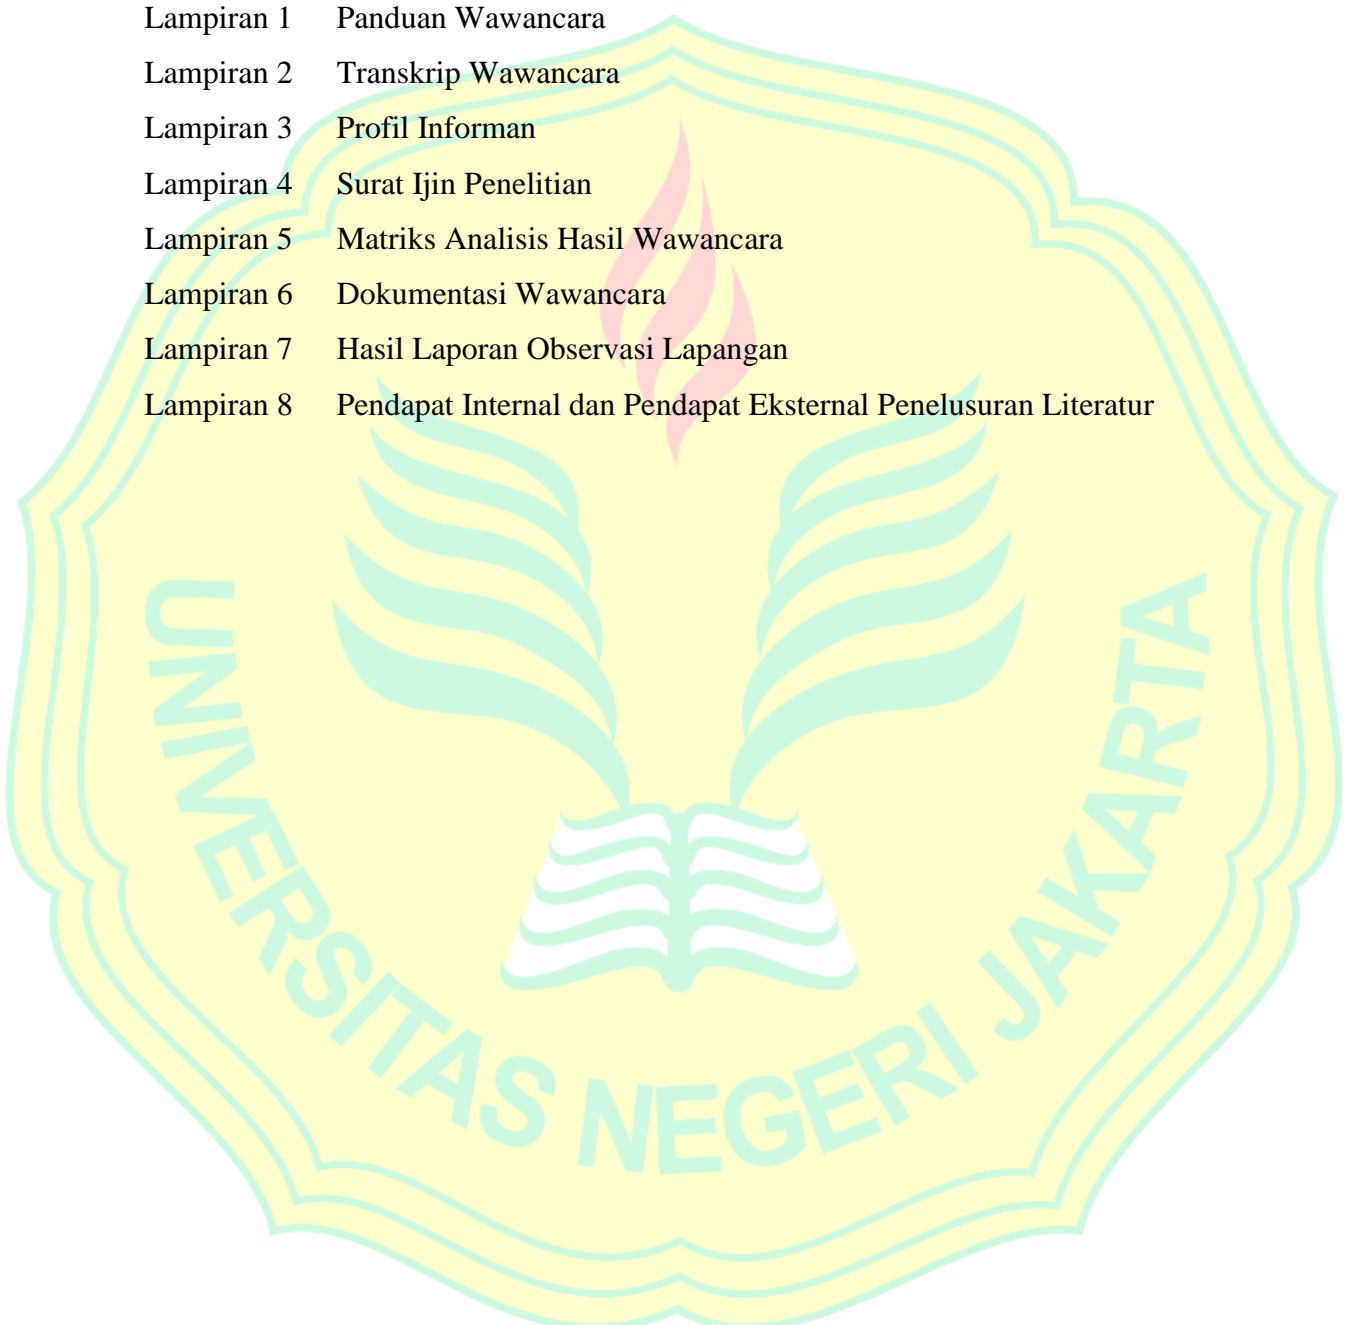 Lampiran 1 Panduan Wawancara
Lampiran 2 Transkrip Wawancara
Lampiran 3 Profil Informan
Lampiran 4 Surat Ijin Penelitian
Lampiran 5 Matriks Analisis Hasil Wawancara
Lampiran 6 Dokumentasi Wawancara
Lampiran 7 Hasil Laporan Observasi Lapangan
Lampiran 8 Pendapat Internal dan Pendapat Eksternal Penelusuran Literatur
UNIVERSITAS NEGERI JAKARTA